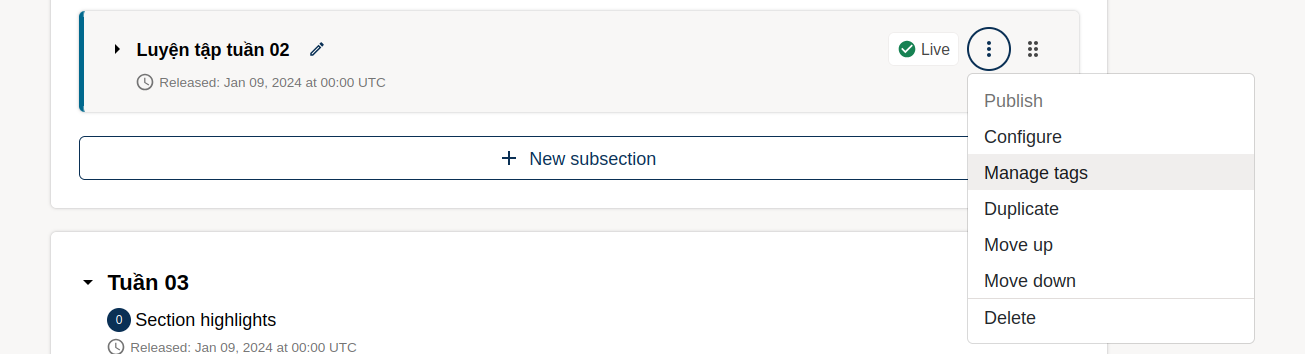 Luyện tập tuần 02
Live
Released: Jan 09, 2024 at 00:00 UTC
Publish
Configure
Manage tags
Duplicate
Move up
Move down
Delete
New subsection
Tuần 03
0 Section highlights
Released: Jan 09, 2024 at 00:00 UTC